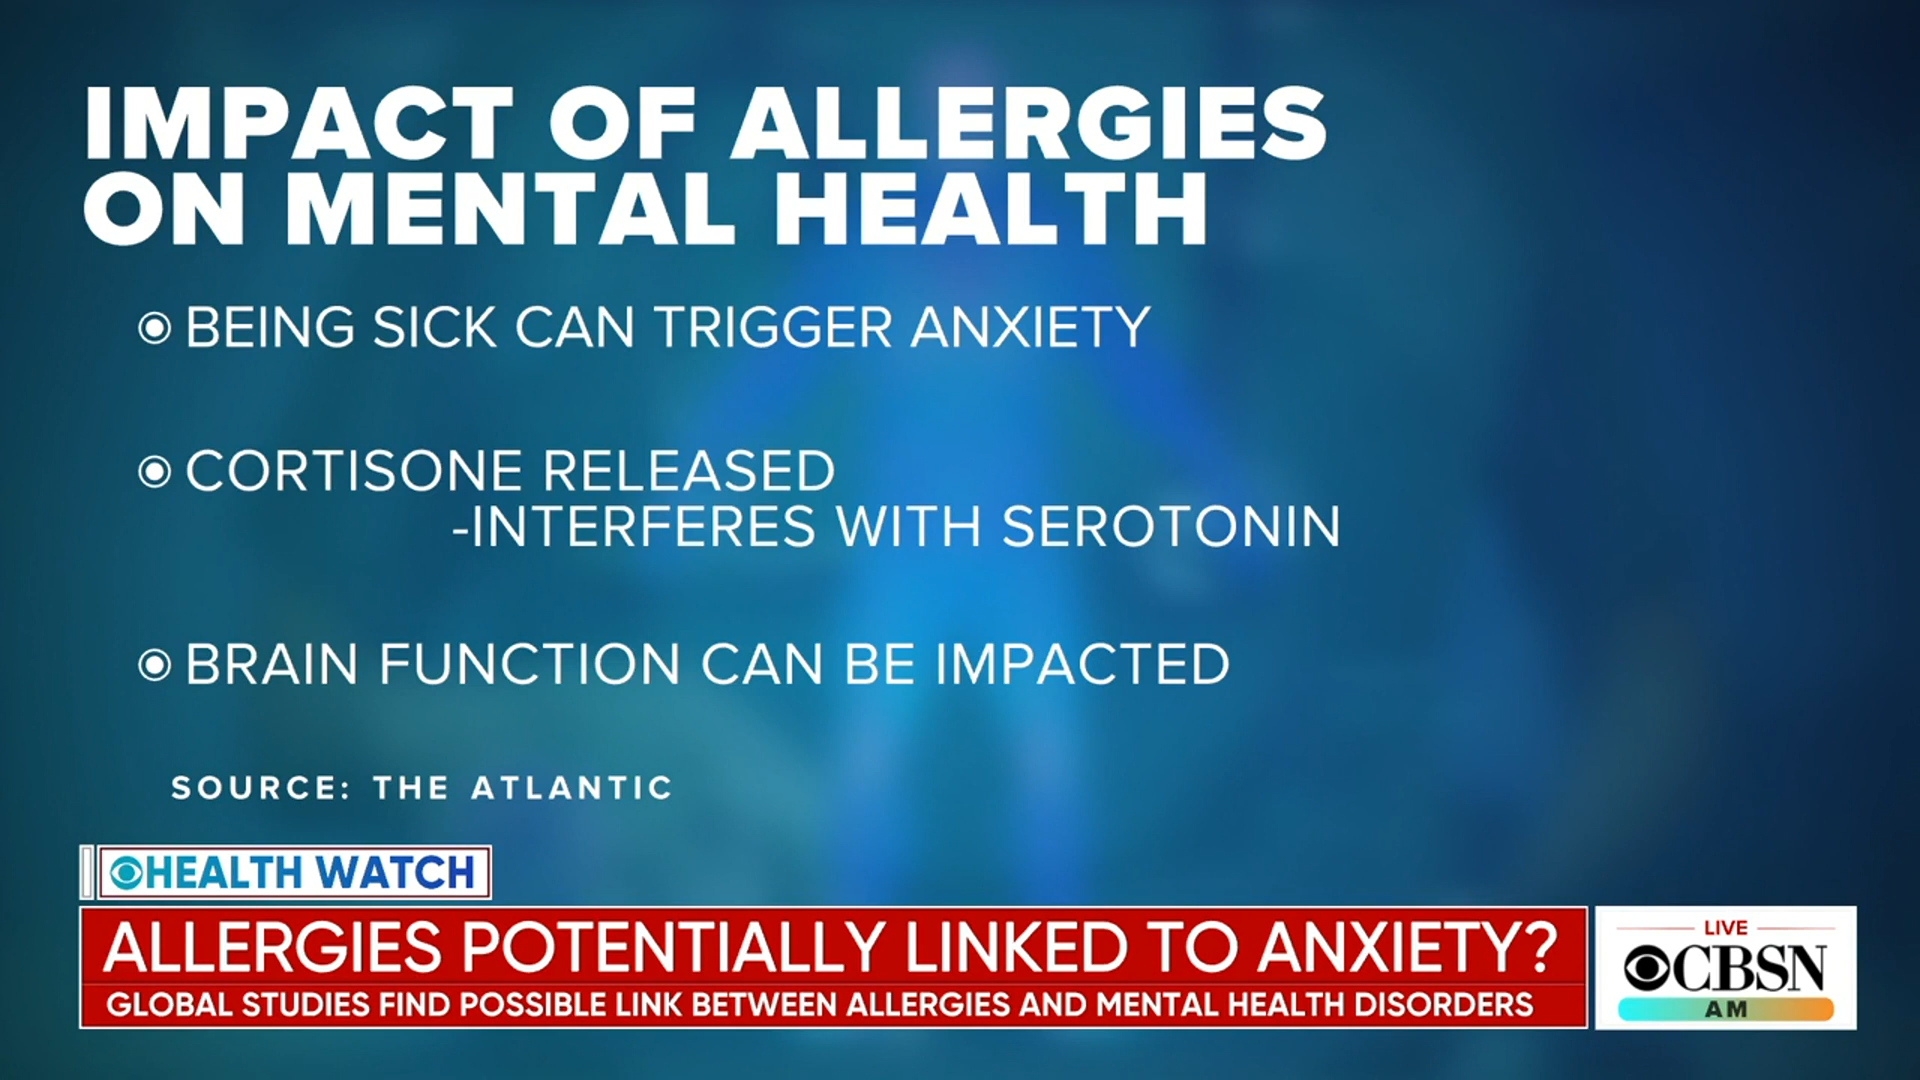 IMPACT OF ALLERGIES
ON MENTAL HEALTH
BEING SICK CAN TRIGGER ANXIETY
CORTISONE RELEASED
-INTERFERES WITH SEROTONIN
BRAIN FUNCTION CAN BE IMPACTED
SOURCE: THE ATLANTIC
HEALTH WATCH
ALLERGIES POTENTIALLY LINKED TO ANXIETY?
GLOBAL STUDIES FIND POSSIBLE LINK BETWEEN ALLERGIES AND MENTAL HEALTH DISORDERS
LIVE
CBSN
AM